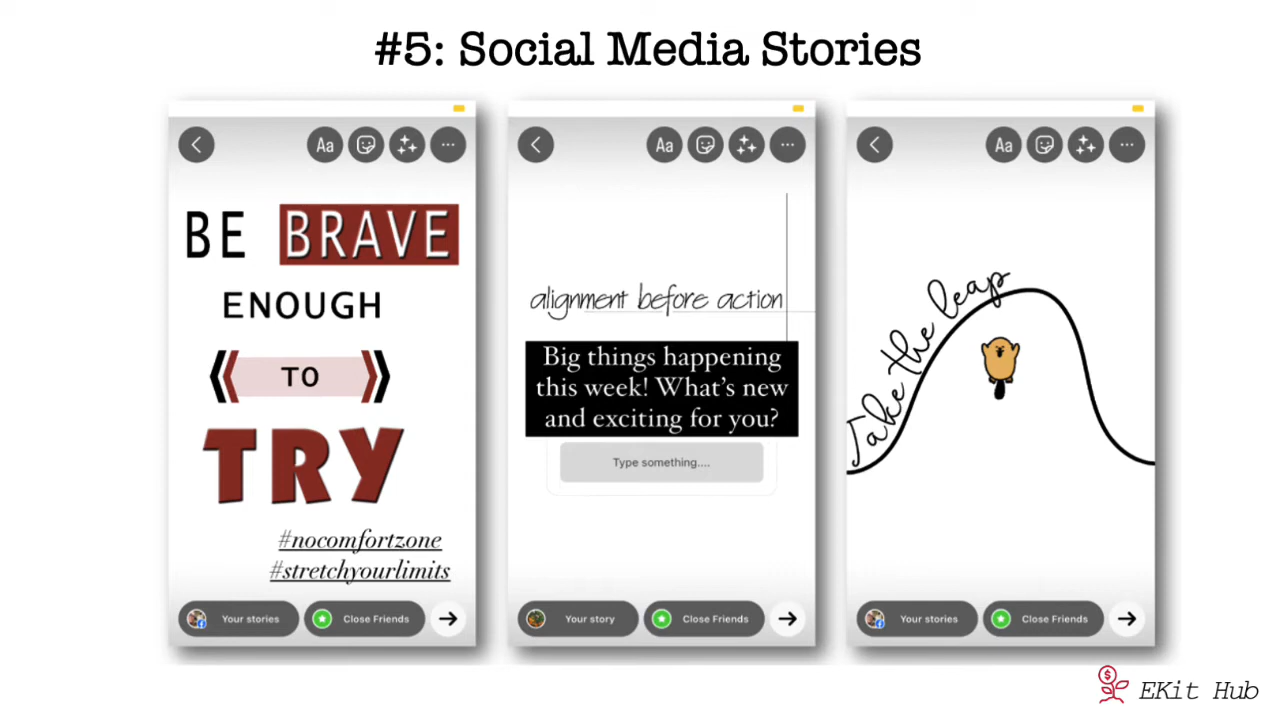 #5: Social Media Stories
Aa
BE BRAVE
ENOUGH
TO
TRY
#nocomfortzone
#stretchyourlimits
Your stories
Close Friends
Aa
alignment before action
Big things happening
this week! What's new
and exciting for you?
Type something....
Your story
Close Friends
Aa
Take the leap
Your stories
Close Friends
EKit Hub